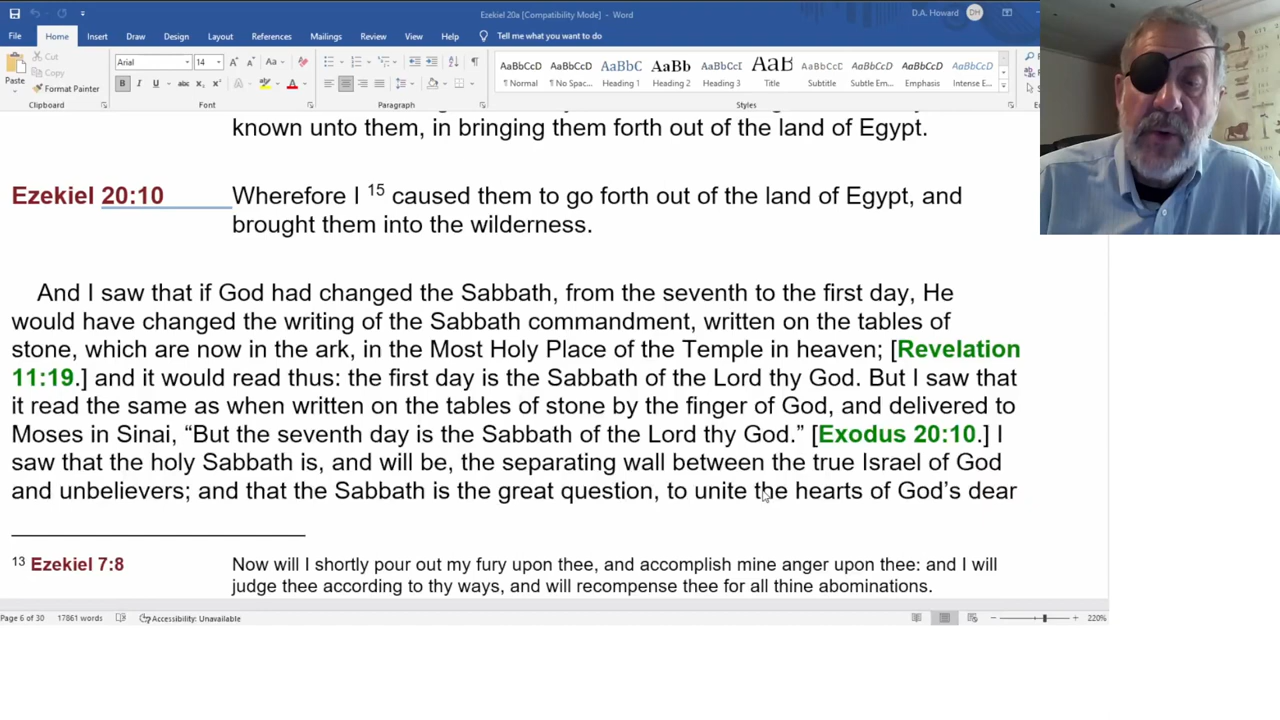 Ezekiel 20a [Compatibility Mode] - Word
D.A. Howard DH
File Home Insert Draw Design Layout References Mailings Review View Help Tell me what you want to do
Paste
Cut
Copy
Format Painter
Clipboard
Arial 14
Font
Paragraph
AaBbCcD AaBbCcD AaBbC AaBb AaBbCcI AaB AaBbCcD AaBbCcD AaBbCcD AaBbCcD
¶ Normal ¶ No Spac... Heading 1 Heading 2 Heading 3 Title Subtitle Subtle Em... Emphasis Intense E...
Styles
known unto them, in bringing them forth out of the land of Egypt.
Ezekiel 20:10 Wherefore I 15 caused them to go forth out of the land of Egypt, and
brought them into the wilderness.
And I saw that if God had changed the Sabbath, from the seventh to the first day, He
would have changed the writing of the Sabbath commandment, written on the tables of
stone, which are now in the ark, in the Most Holy Place of the Temple in heaven; [Revelation
11:19.] and it would read thus: the first day is the Sabbath of the Lord thy God. But I saw that
it read the same as when written on the tables of stone by the finger of God, and delivered to
Moses in Sinai, “But the seventh day is the Sabbath of the Lord thy God.” [Exodus 20:10.] I
saw that the holy Sabbath is, and will be, the separating wall between the true Israel of God
and unbelievers; and that the Sabbath is the great question, to unite the hearts of God’s dear
13 Ezekiel 7:8 Now will I shortly pour out my fury upon thee, and accomplish mine anger upon thee: and I will
judge thee according to thy ways, and will recompense thee for all thine abominations.
Page 6 of 30 17861 words Accessibility: Unavailable 220%